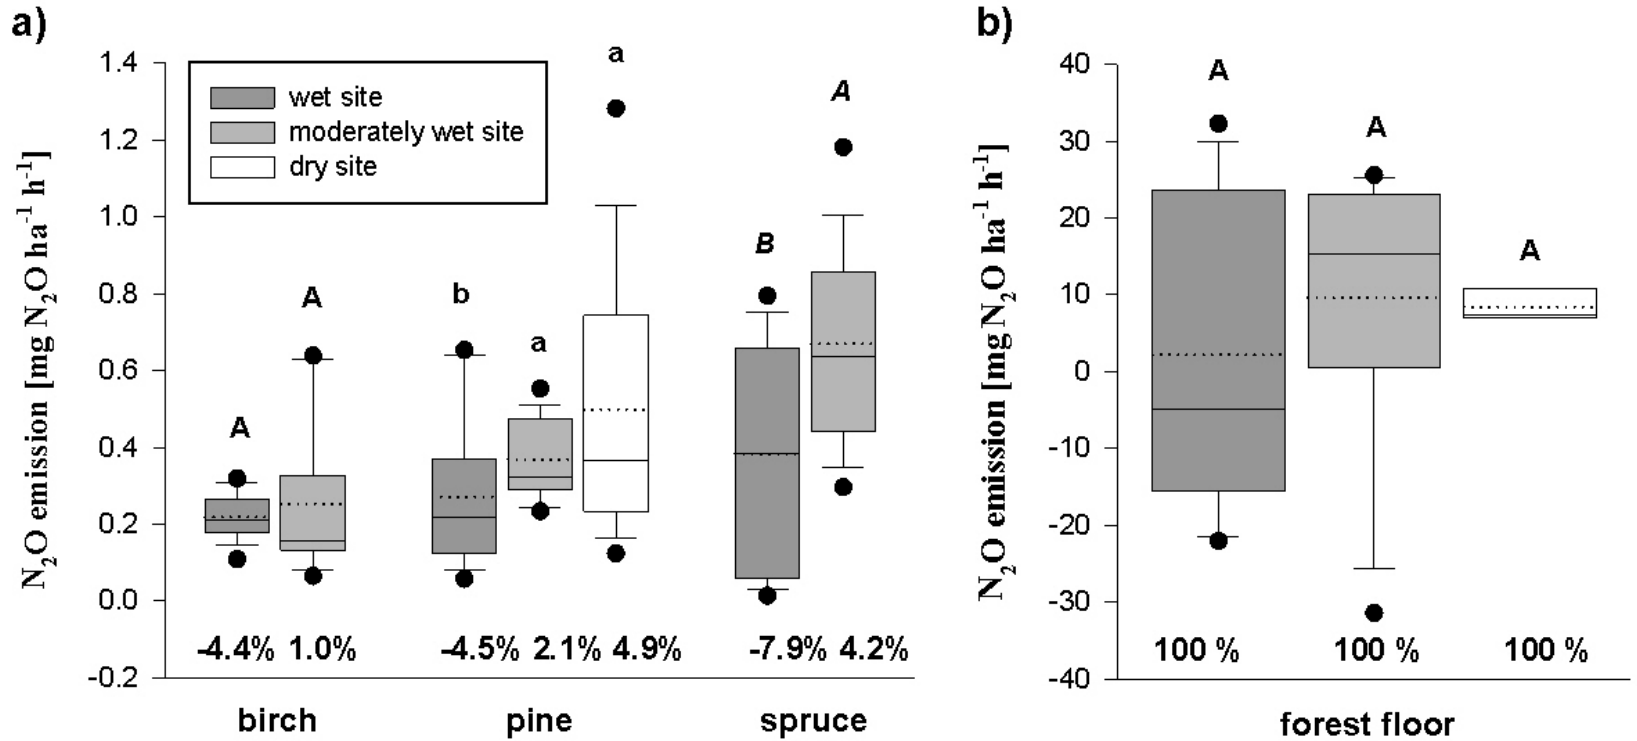 a)
N₂O emission [mg N₂O ha⁻¹ h⁻¹]
1.4
1.2
1.0
0.8
0.6
0.4
0.2
0.0
-0.2
wet site
moderately wet site
dry site
A
A
b
a
a
B
A
-4.4% 1.0% -4.5% 2.1% 4.9% -7.9% 4.2%
birch pine spruce
b)
N₂O emission [mg N₂O ha⁻¹ h⁻¹]
40
30
20
10
0
-10
-20
-30
-40
A
A
A
100 % 100 % 100 %
forest floor